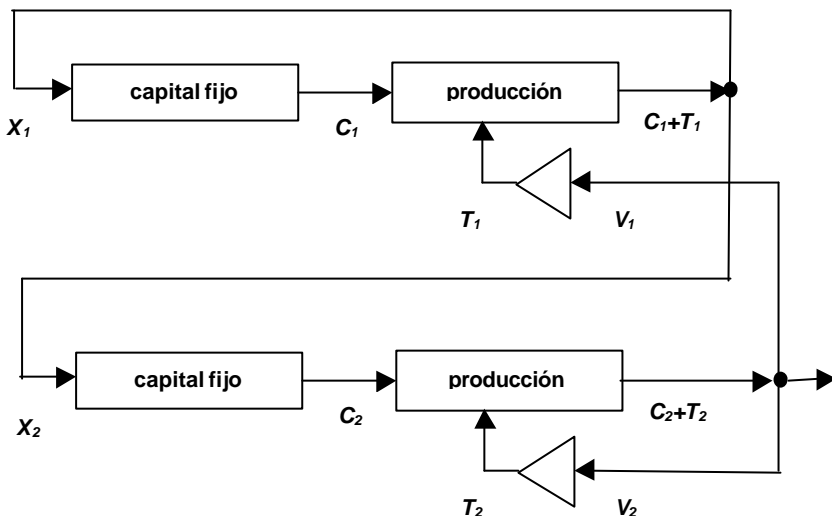 capital fijo
producción
X1
C1
C1+T1
T1
V1
capital fijo
producción
X2
C2
C2+T2
T2
V2